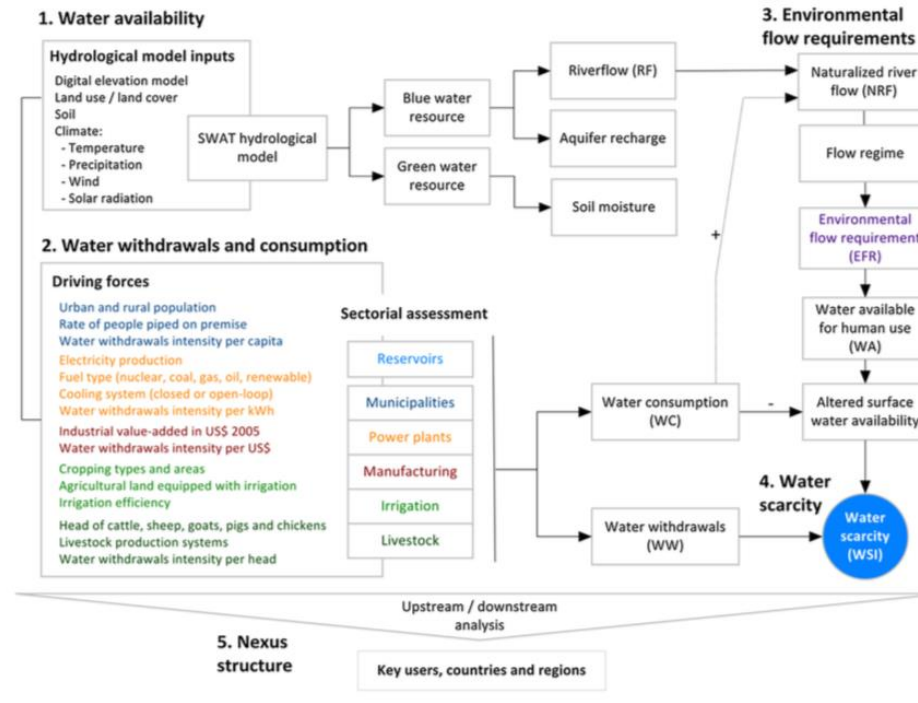 1. Water availability
Hydrological model inputs
Digital elevation model
Land use / land cover
Soil
Climate:
- Temperature
- Precipitation
- Wind
- Solar radiation
SWAT hydrological
model
Blue water
resource
Green water
resource
Riverflow (RF)
Aquifer recharge
Soil moisture
2. Water withdrawals and consumption
Driving forces
Urban and rural population
Rate of people piped on premise
Water withdrawals intensity per capita
Electricity production
Fuel type (nuclear, coal, gas, oil, renewable)
Cooling system (closed or open-loop)
Water withdrawals intensity per kWh
Industrial value-added in US$ 2005
Water withdrawals intensity per US$
Cropping types and areas
Agricultural land equipped with irrigation
Irrigation efficiency
Head of cattle, sheep, goats, pigs and chickens
Livestock production systems
Water withdrawals intensity per head
Sectorial assessment
Reservoirs
Municipalities
Power plants
Manufacturing
Irrigation
Livestock
Water consumption
(WC)
Water withdrawals
(WW)
+
-
3. Environmental
flow requirements
Naturalized river
flow (NRF)
Flow regime
Environmental
flow requirement
(EFR)
Water available
for human use
(WA)
Altered surface
water availability
4. Water
scarcity
Water
scarcity
(WSI)
Upstream / downstream
analysis
5. Nexus
structure
Key users, countries and regions